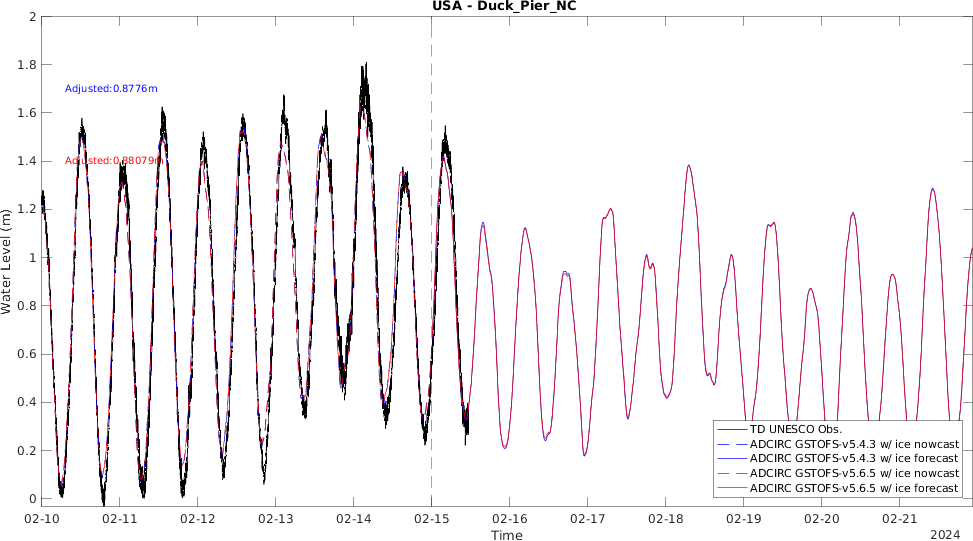 USA - Duck_Pier_NC
2
1.8
Adjusted:0.8776m
1.6
Adjusted:0.88079m
1.4
1.2
1
0.8
0.6
0.4
0.2
0
Water Level (m)
TD UNESCO Obs.
ADCIRC GSTOFS-v5.4.3 w/ ice nowcast
ADCIRC GSTOFS-v5.4.3 w/ ice forecast
ADCIRC GSTOFS-v5.6.5 w/ ice nowcast
ADCIRC GSTOFS-v5.6.5 w/ ice forecast
02-10 02-11 02-12 02-13 02-14 02-15 02-16 02-17 02-18 02-19 02-20 02-21
Time
2024